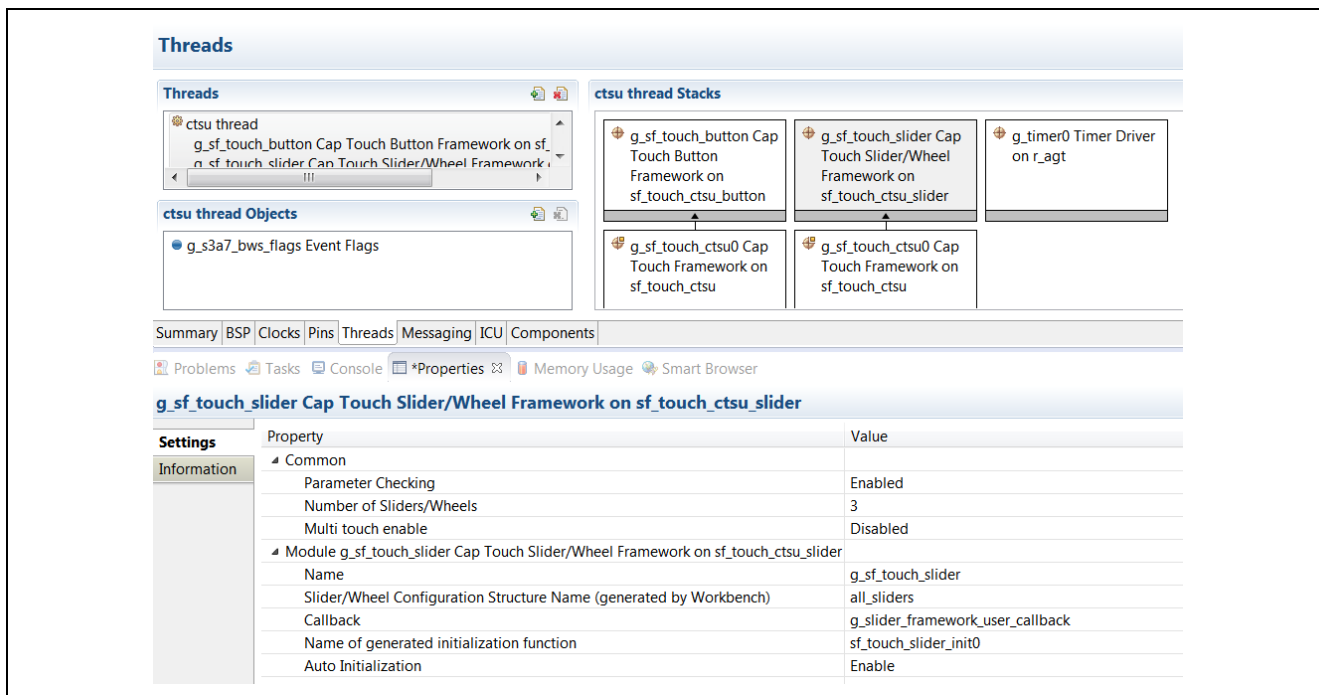 Threads
Threads
ctsu thread
g_sf_touch_button Cap Touch Button Framework on sf_
g_sf_touch_slider Cap Touch Slider/Wheel Framework
ctsu thread Objects
g_s3a7_bws_flags Event Flags
ctsu thread Stacks
g_sf_touch_button Cap
Touch Button
Framework on
sf_touch_ctsu_button
g_sf_touch_slider Cap
Touch Slider/Wheel
Framework on
sf_touch_ctsu_slider
g_timer0 Timer Driver
on r_agt
g_sf_touch_ctsu0 Cap
Touch Framework on
sf_touch_ctsu
g_sf_touch_ctsu0 Cap
Touch Framework on
sf_touch_ctsu
Summary BSP Clocks Pins Threads Messaging ICU Components
Problems Tasks Console *Properties Memory Usage Smart Browser
g_sf_touch_slider Cap Touch Slider/Wheel Framework on sf_touch_ctsu_slider
Settings
Information
Property Value
Common
Parameter Checking Enabled
Number of Sliders/Wheels 3
Multi touch enable Disabled
Module g_sf_touch_slider Cap Touch Slider/Wheel Framework on sf_touch_ctsu_slider
Name g_sf_touch_slider
Slider/Wheel Configuration Structure Name (generated by Workbench) all_sliders
Callback g_slider_framework_user_callback
Name of generated initialization function sf_touch_slider_init0
Auto Initialization Enable